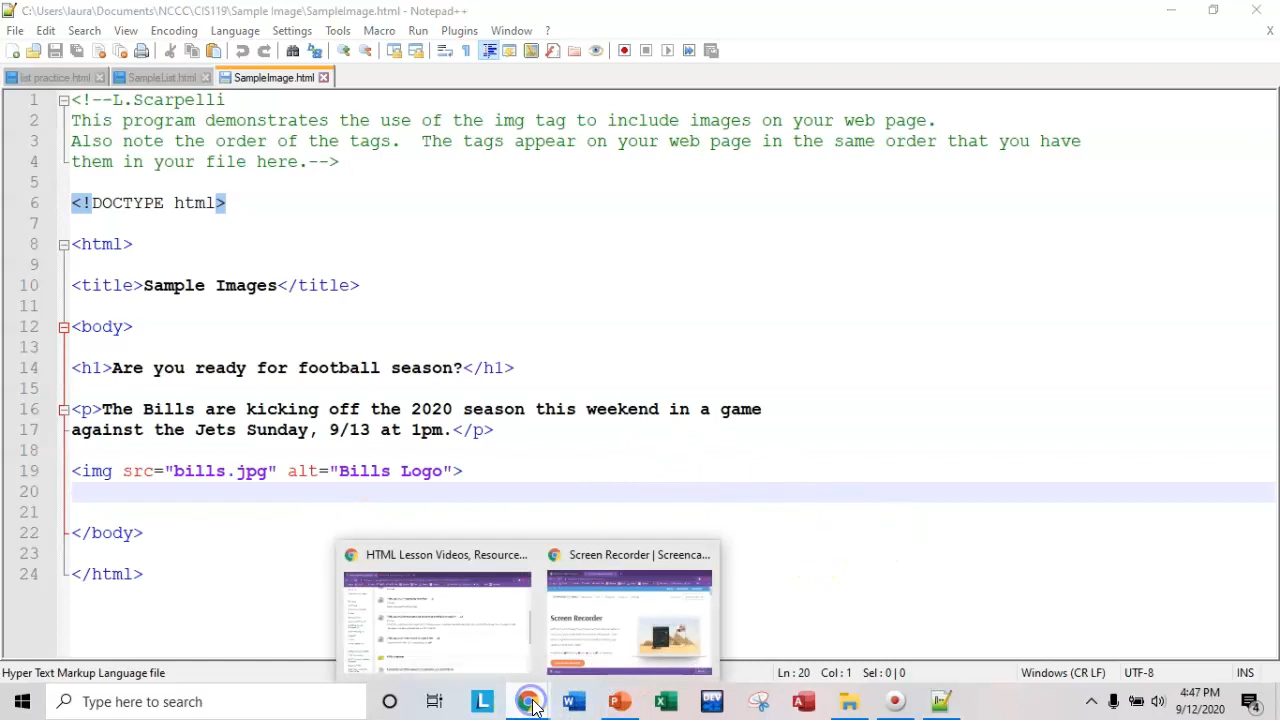 C:\Users\laura\Documents\NCCC\CIS119\Sample Image\SampleImage.html - Notepad++
File Edit Search View Encoding Language Settings Tools Macro Run Plugins Window ?
list practice.html SampleList.html SampleImage.html
1 <!--L.Scarpelli
2 This program demonstrates the use of the img tag to include images on your web page.
3 Also note the order of the tags.  The tags appear on your web page in the same order that you have
4 them in your file here.-->
5
6 <!DOCTYPE html>
7
8 <html>
9
10 <title>Sample Images</title>
11
12 <body>
13
14 <h1>Are you ready for football season?</h1>
15
16 <p>The Bills are kicking off the 2020 season this weekend in a game
17 against the Jets Sunday, 9/13 at 1pm.</p>
18
19 <img src="bills.jpg" alt="Bills Logo">
20
21
22 </body>
23
24 </html>
HTML Lesson Videos, Resource... Screen Recorder | Screenca...
Screen Recorder
Hyper Text Markup Language file Ln : 20 Col : 1 Sel : 0 | 0 Windows (CR LF) UTF-8 INS
Type here to search
4:47 PM
9/12/2020